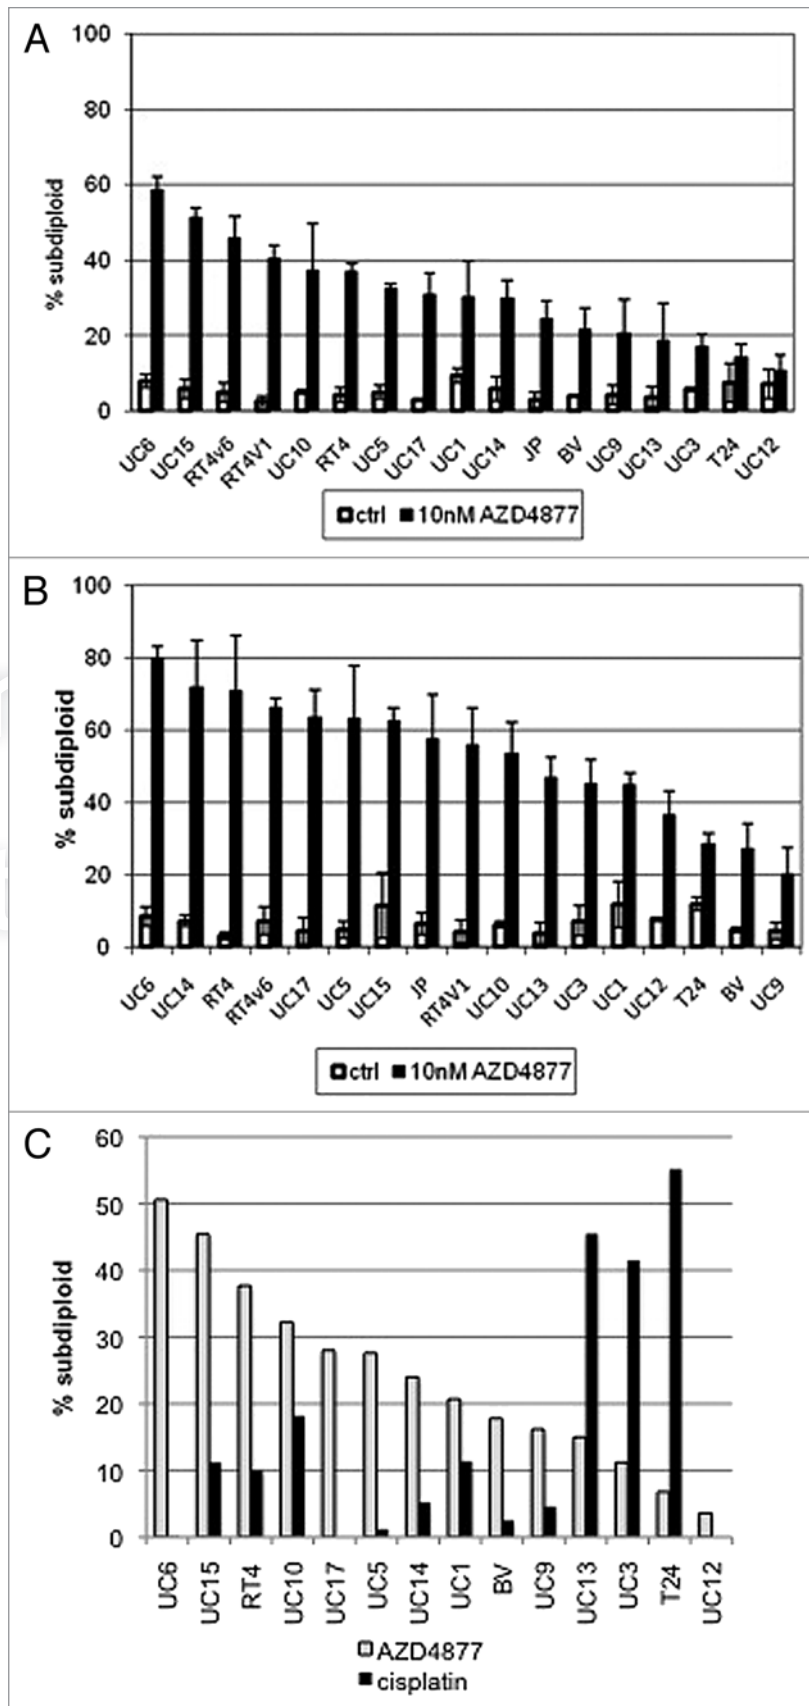 A
100
80
60
40
20
0
% subdiploid
UC6 UC15 RT4v6 RT4V1 UC10 RT4 UC5 UC17 UC1 UC14 JP BV UC9 UC13 UC3 T24 UC12
ctrl 10nM AZD4877
B
100
80
60
40
20
0
% subdiploid
UC6 UC14 RT4 RT4v6 UC17 UC5 UC15 JP RT4V1 UC10 UC13 UC3 UC1 UC12 T24 BV UC9
ctrl 10nM AZD4877
C
60
50
40
30
20
10
0
% subdiploid
UC6 UC15 RT4 UC10 UC17 UC5 UC14 UC1 BV UC9 UC13 UC3 T24 UC12
AZD4877
cisplatin